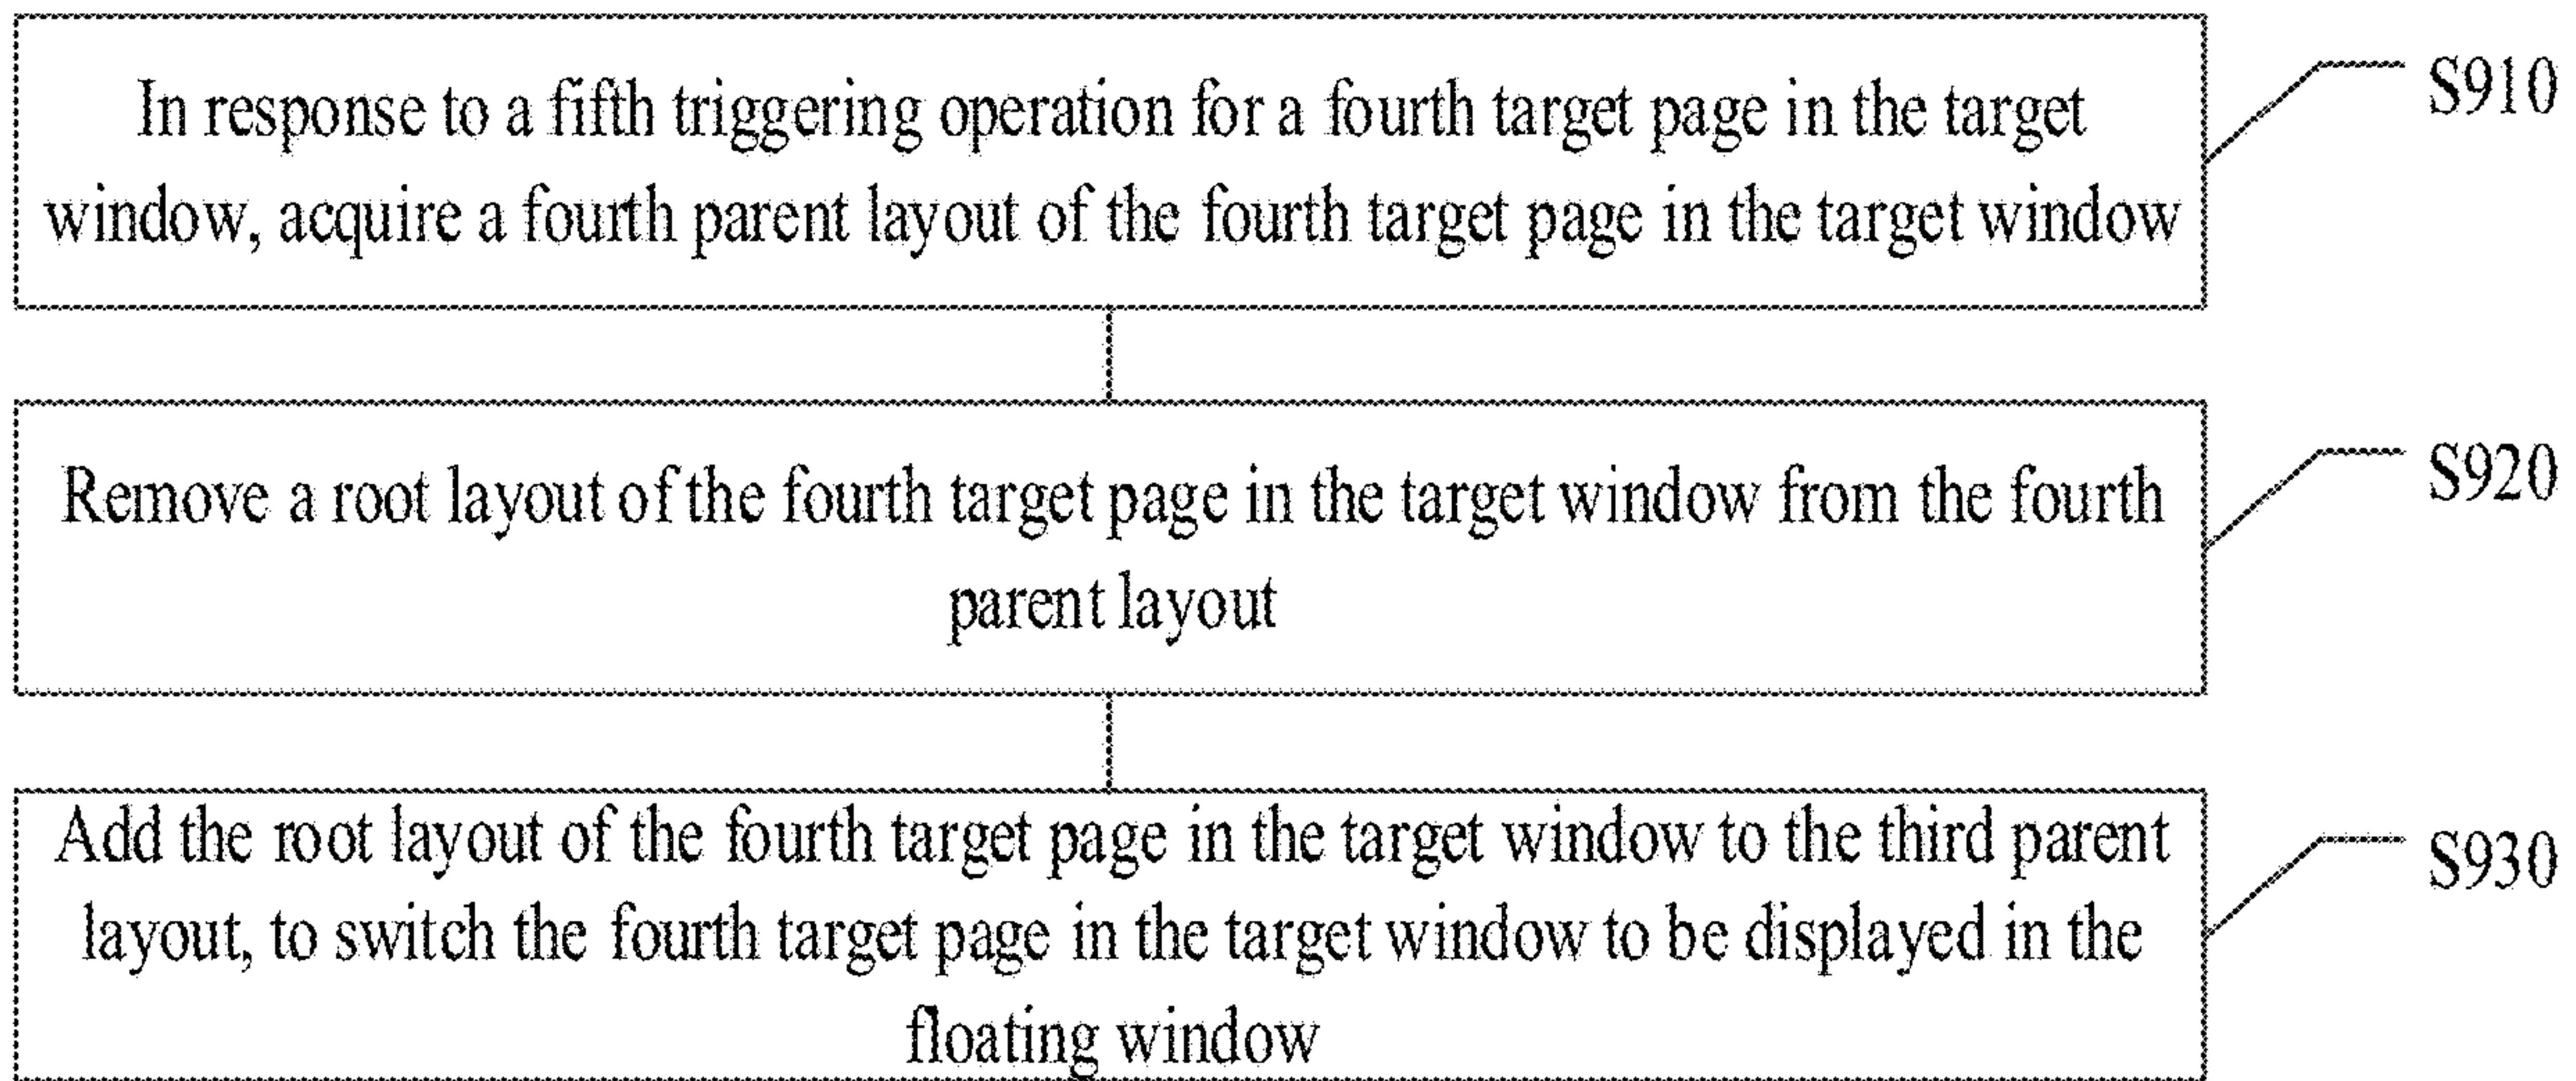 In response to a fifth triggering operation for a fourth target page in the target
window, acquire a fourth parent layout of the fourth target page in the target window
S910
Remove a root layout of the fourth target page in the target window from the fourth
parent layout
S920
Add the root layout of the fourth target page in the target window to the third parent
layout, to switch the fourth target page in the target window to be displayed in the
floating window
S930